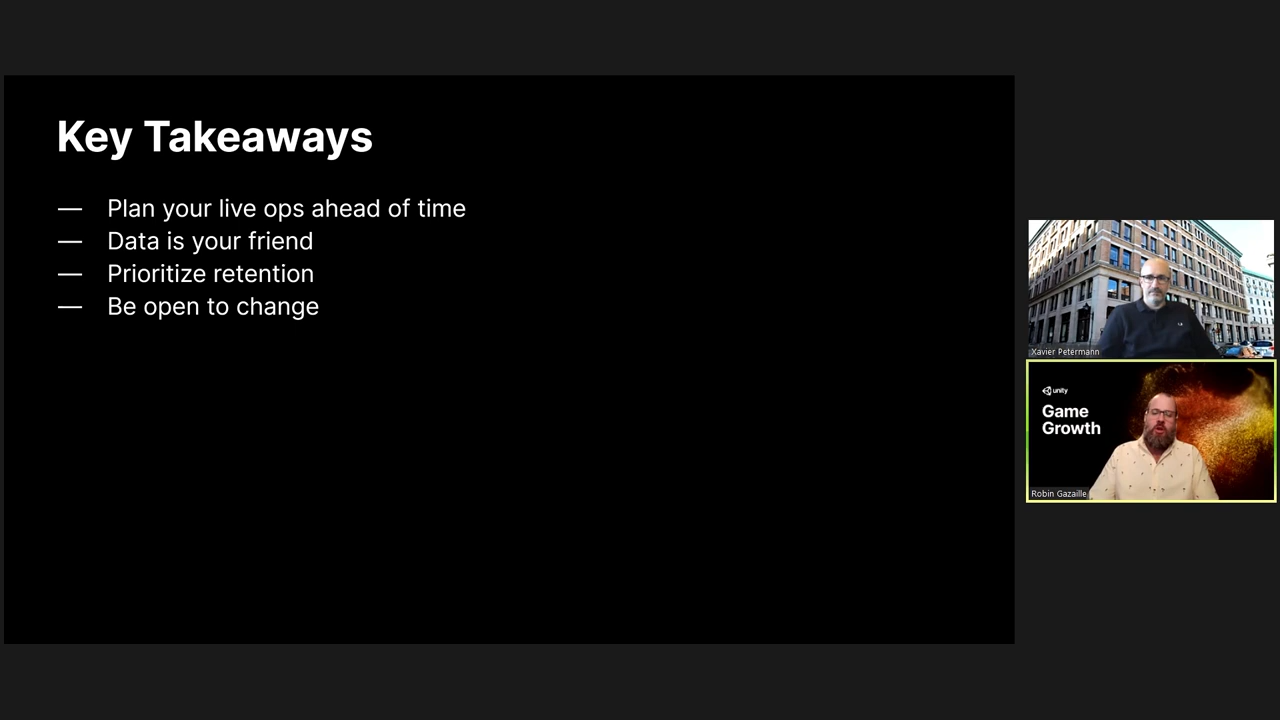 Key Takeaways
— Plan your live ops ahead of time
— Data is your friend
— Prioritize retention
— Be open to change
Xavier Petermann
unity
Game
Growth
Robin Gazaille